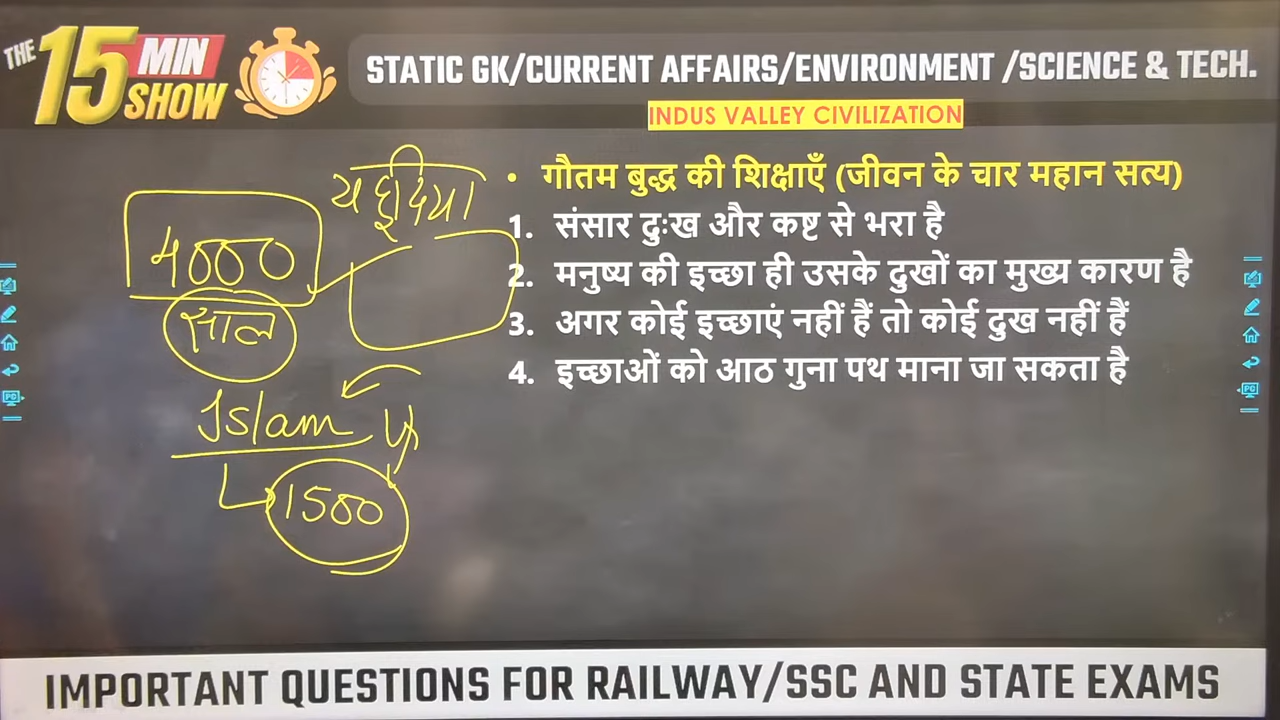 THE 15 MIN SHOW
STATIC GK/CURRENT AFFAIRS/ENVIRONMENT /SCIENCE & TECH.
INDUS VALLEY CIVILIZATION
• गौतम बुद्ध की शिक्षाएँ (जीवन के चार महान सत्य)
1. संसार दुःख और कष्ट से भरा है
2. मनुष्य की इच्छा ही उसके दुखों का मुख्य कारण है
3. अगर कोई इच्छाएं नहीं हैं तो कोई दुख नहीं हैं
4. इच्छाओं को आठ गुना पथ माना जा सकता है
4000
साल
Islam
1500
IMPORTANT QUESTIONS FOR RAILWAY/SSC AND STATE EXAMS